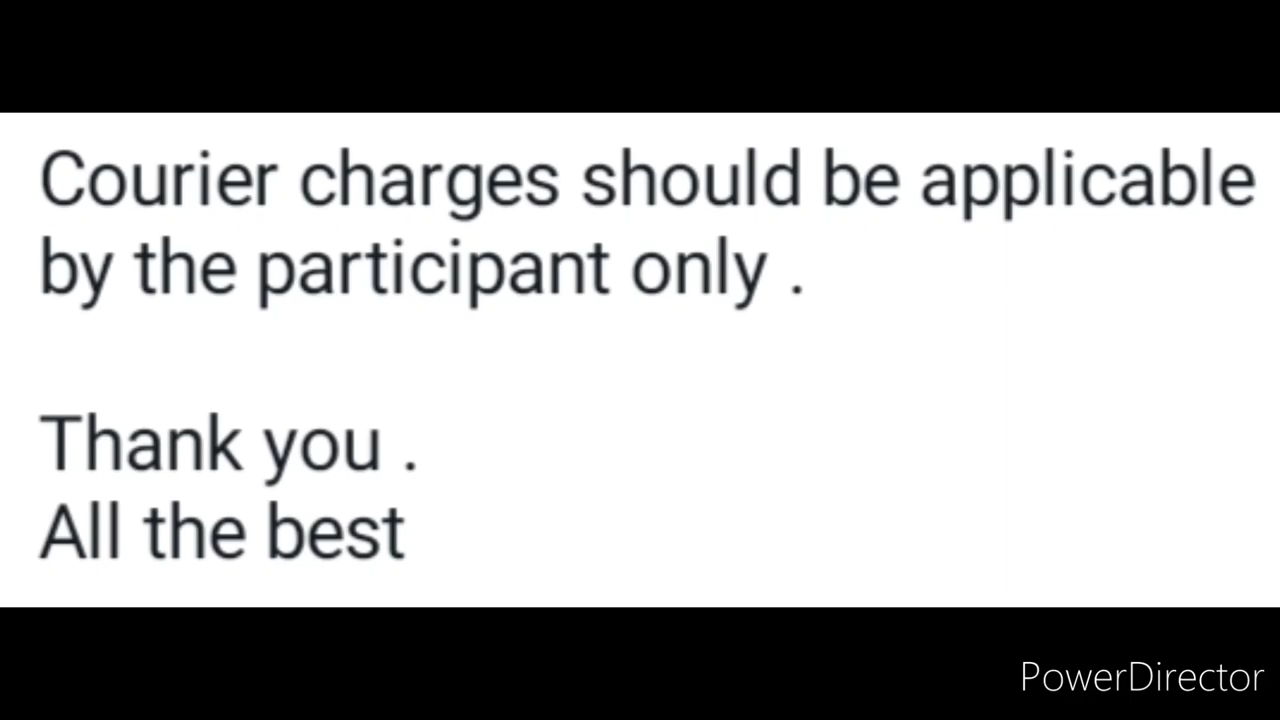 Courier charges should be applicable
by the participant only .
Thank you .
All the best
PowerDirector